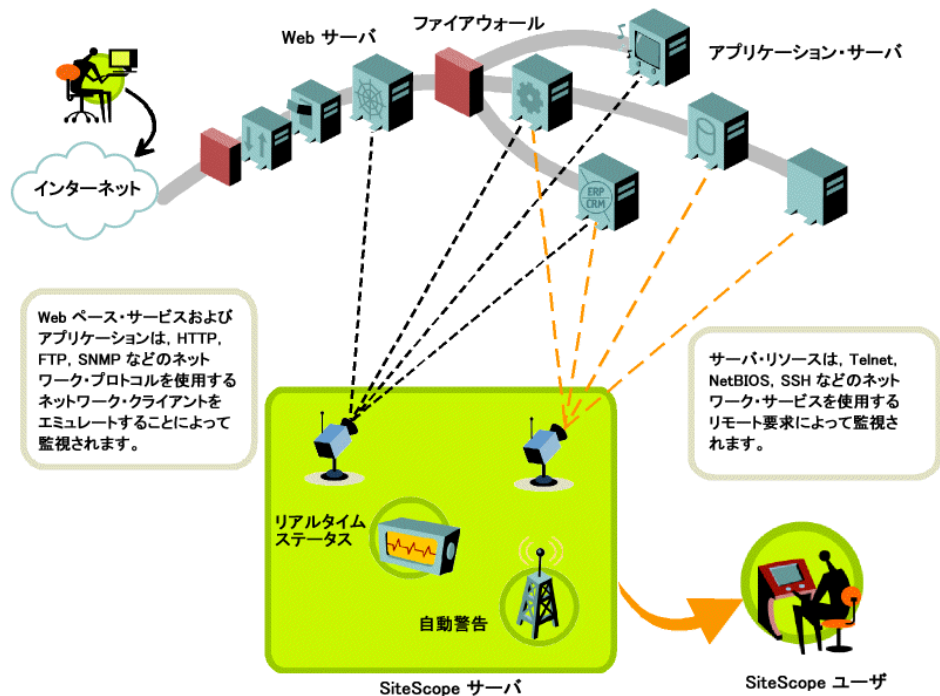 ファイアウォール
Web サーバ
アプリケーション・サーバ
インターネット
ERP
CRM
Web ベース・サービスおよび
アプリケーションは, HTTP,
FTP, SNMP などのネット
ワーク・プロトコルを使用する
ネットワーク・クライアントを
エミュレートすることによって
監視されます。
サーバ・リソースは, Telnet,
NetBIOS, SSH などのネット
ワーク・サービスを使用する
リモート要求によって監視さ
れます。
リアルタイム
ステータス
自動警告
SiteScope サーバ
SiteScope ユーザ